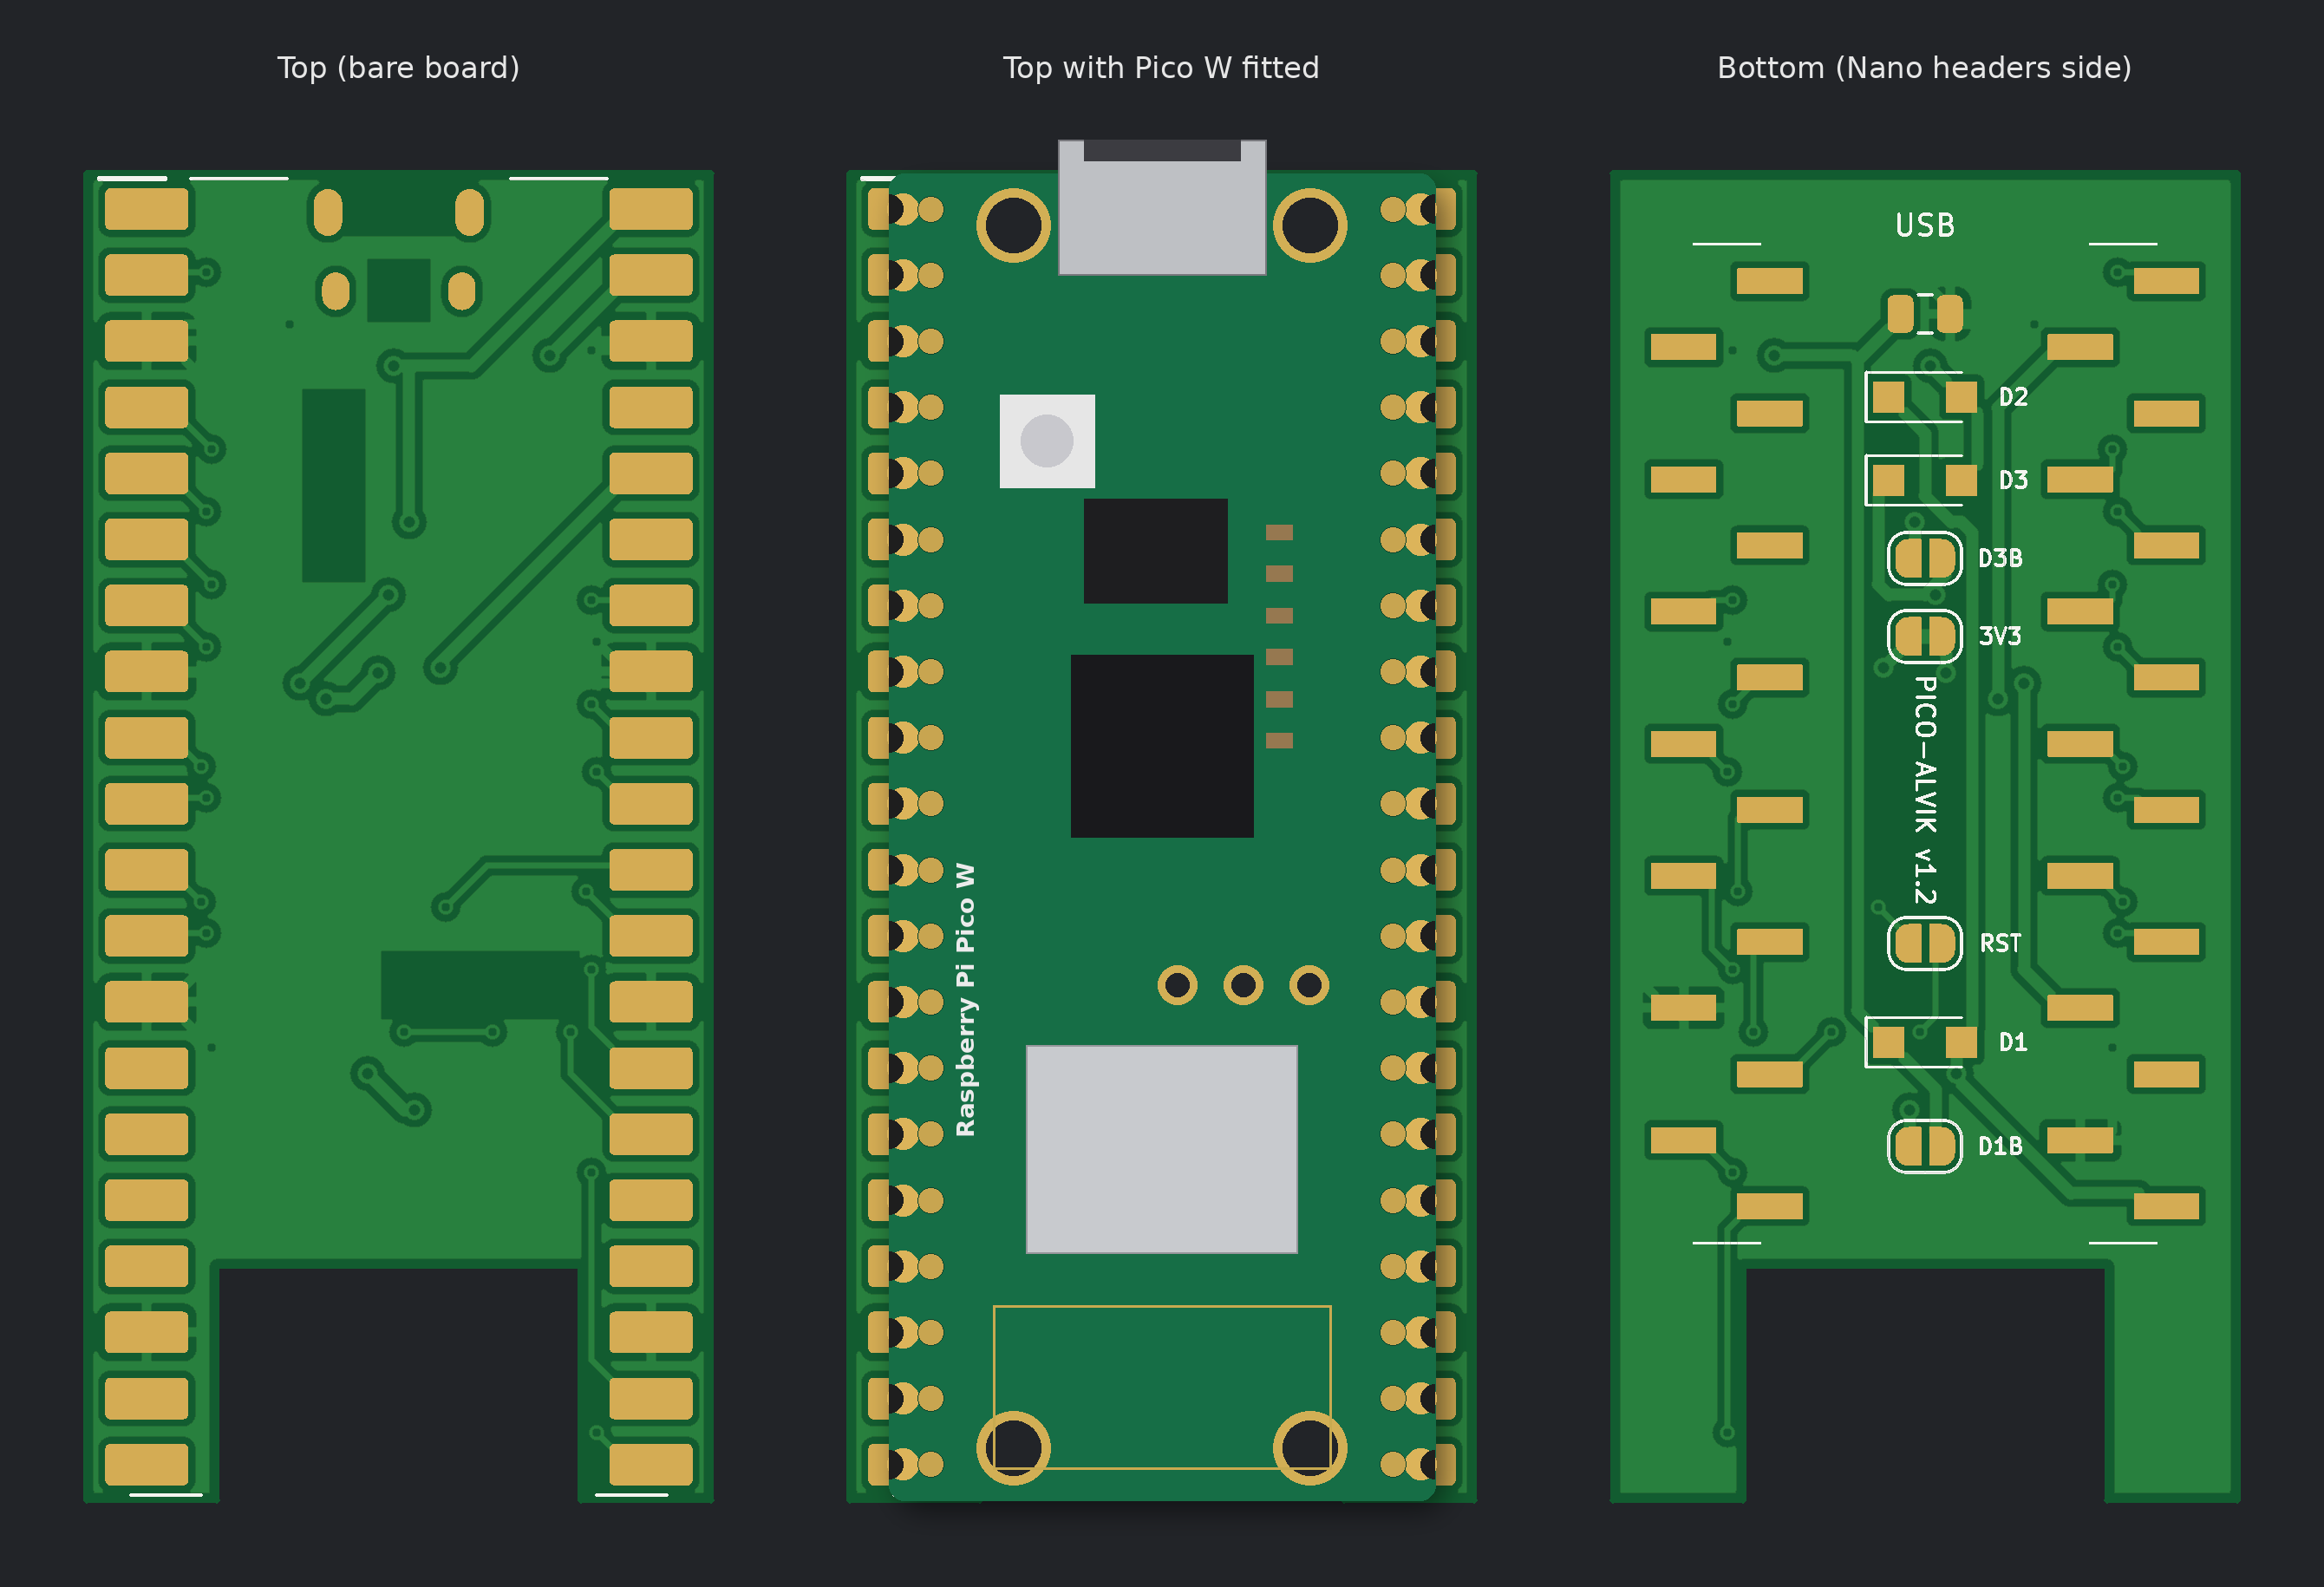 Top (bare board)
Top with Pico W fitted
Bottom (Nano headers side)
Raspberry Pi Pico W
USB
D2
D3
D3B
3V3
PICO-ALVIK v1.2
RST
D1
D1B